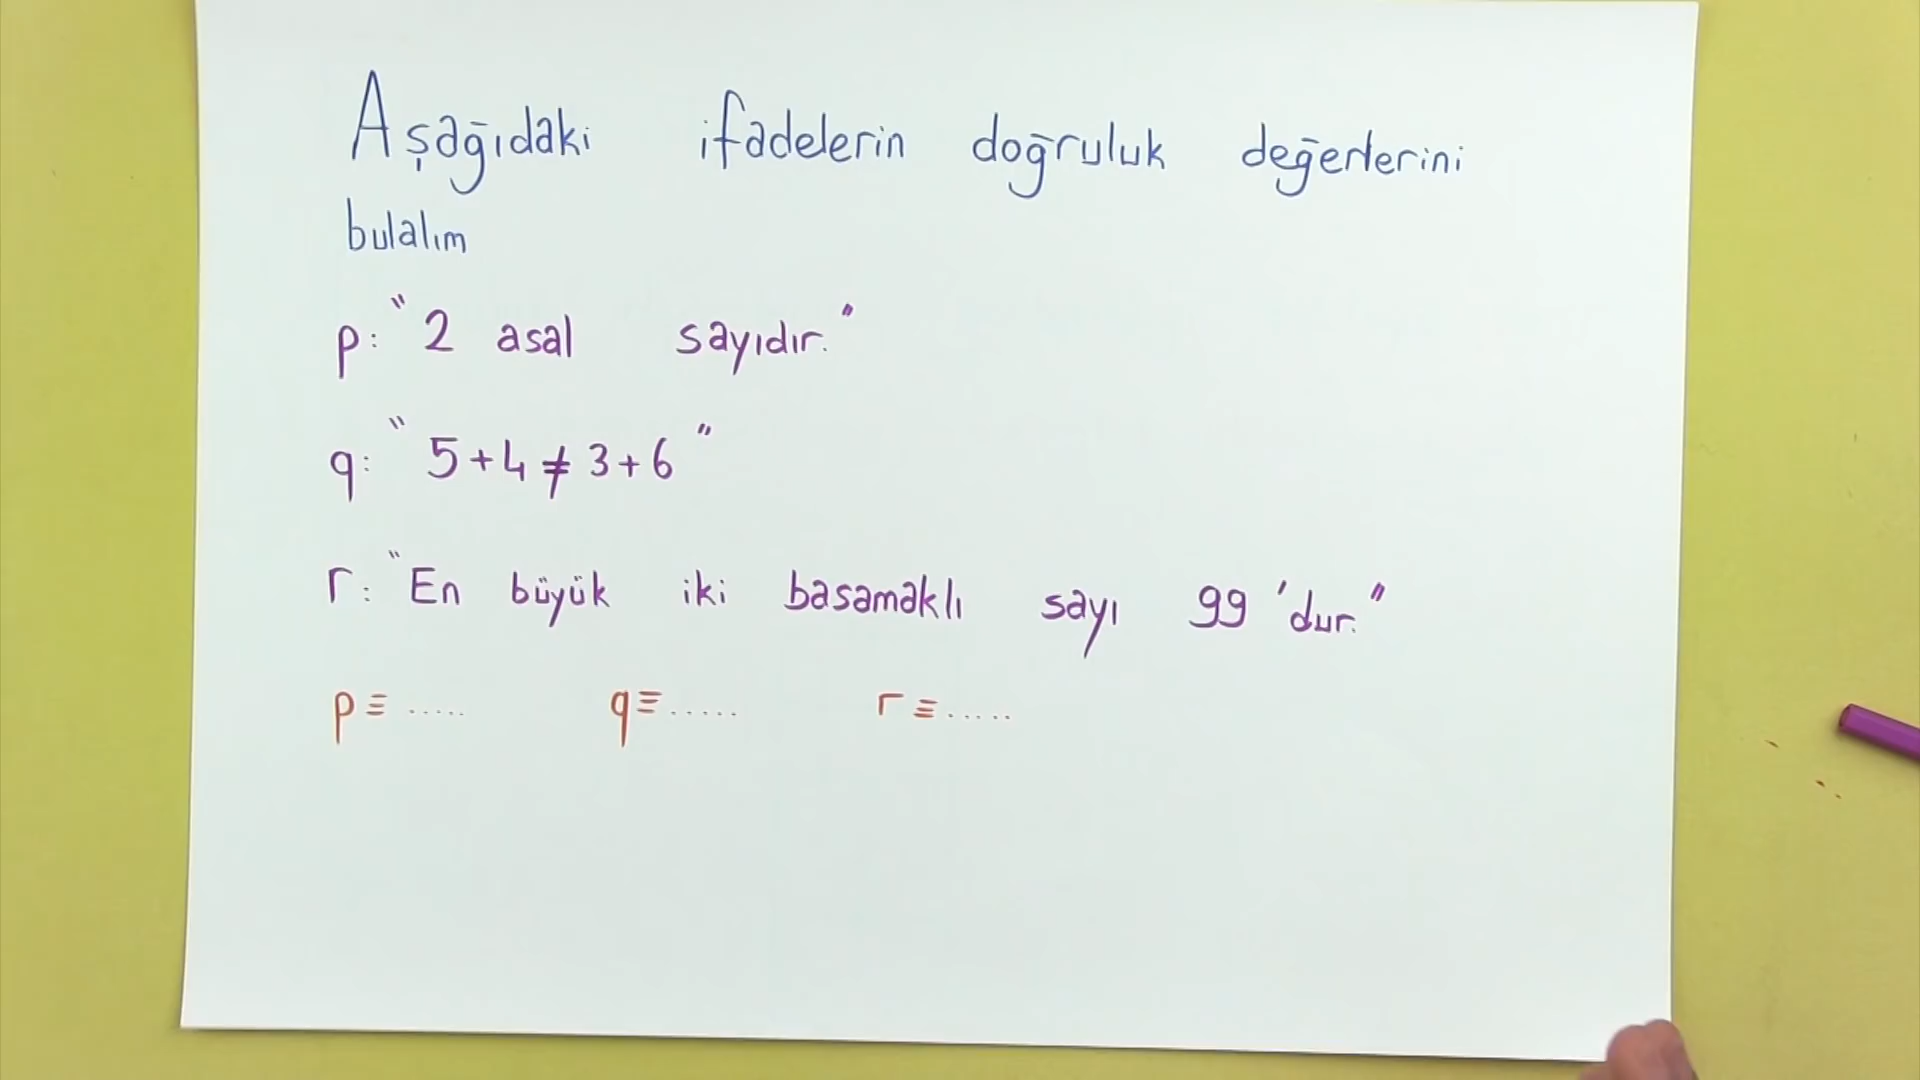 Aşağıdaki ifadelerin doğruluk değerlerini
bulalım
p: "2 asal sayıdır."
q: "5+4≠3+6"
r: "En büyük iki basamaklı sayı 99'dur."
p≡..... q≡..... r≡.....